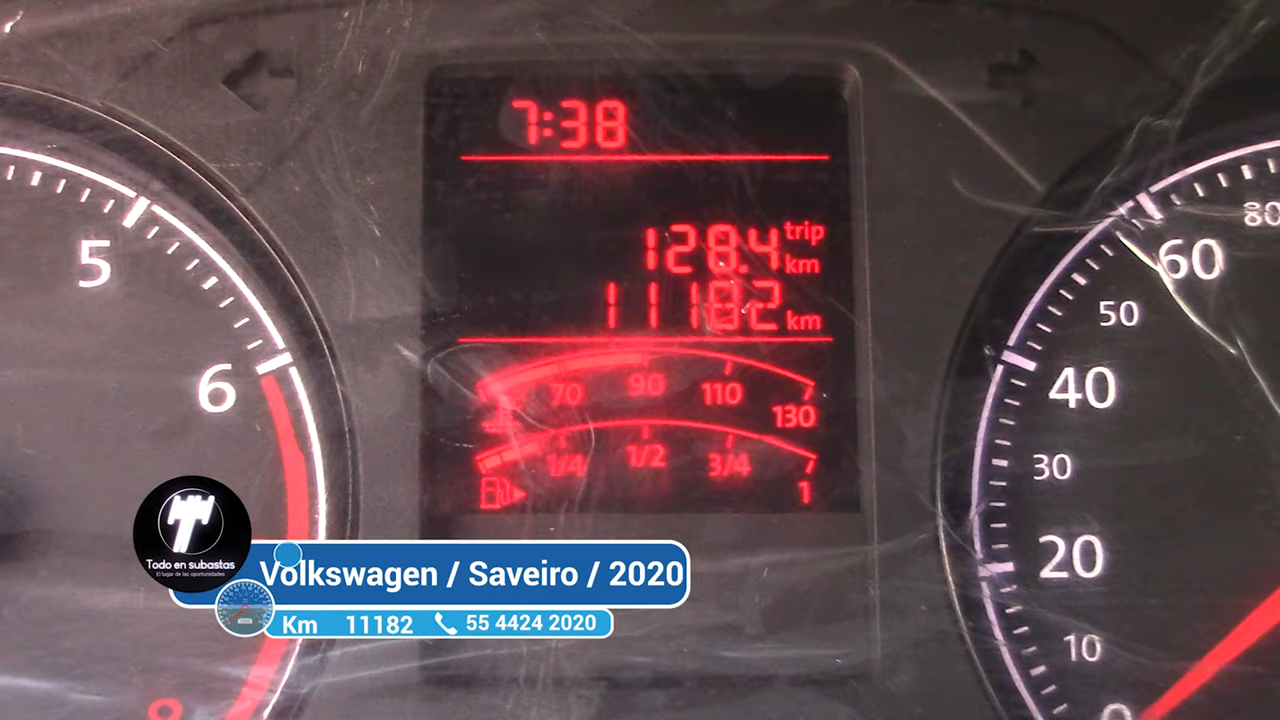 7:38
128.4 trip km
11182 km
70 90 110 130
1/4 1/2 3/4 1
5
6
80
60
50
40
30
20
10
0
Todo en subastas
El lugar de las oportunidades
Volkswagen / Saveiro / 2020
Km 11182 55 4424 2020